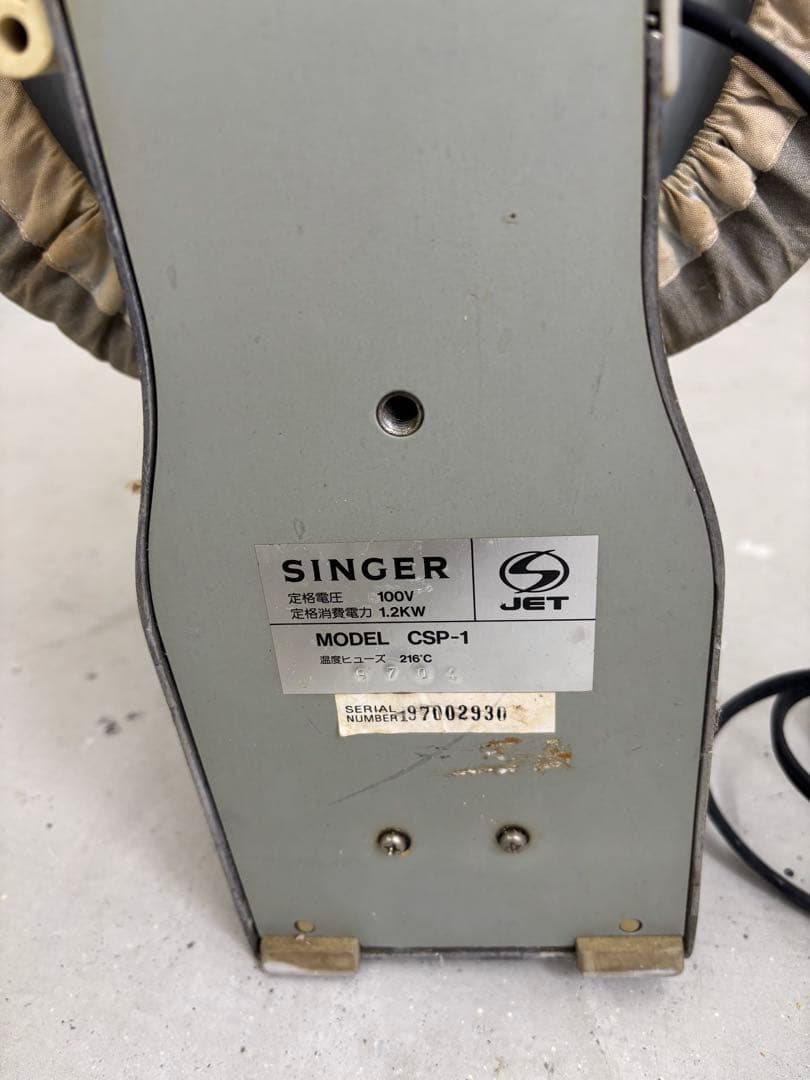 SINGER
定格電圧 100V
定格消費電力 1.2KW
S JET
MODEL CSP-1
温度ヒューズ 216℃
SERIAL
NUMBER 197002930